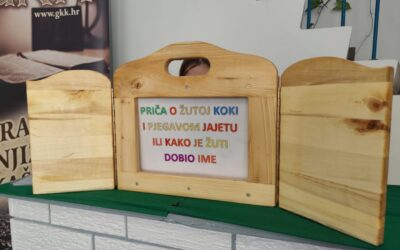 www.gkk.hr
PRIČA O ŽUTOJ KOKI
I PJEGAVOM JAJETU
ILI KAKO JE ŽUTI
DOBIO IME